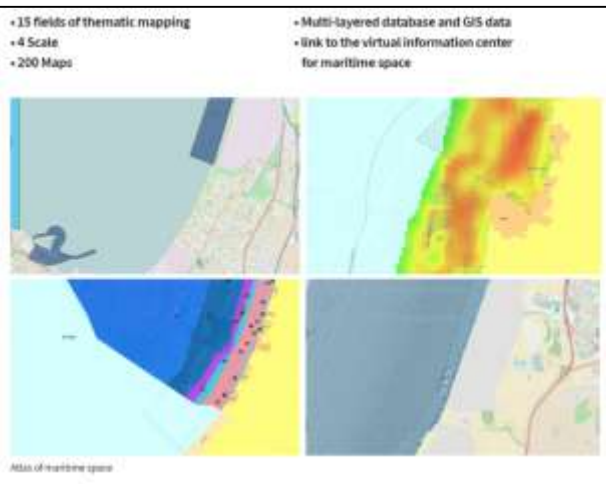 • 15 fields of thematic mapping
• 4 Scale
• 200 Maps
• Multi-layered database and GIS data
• link to the virtual information center
for maritime space
Atlas of maritime space